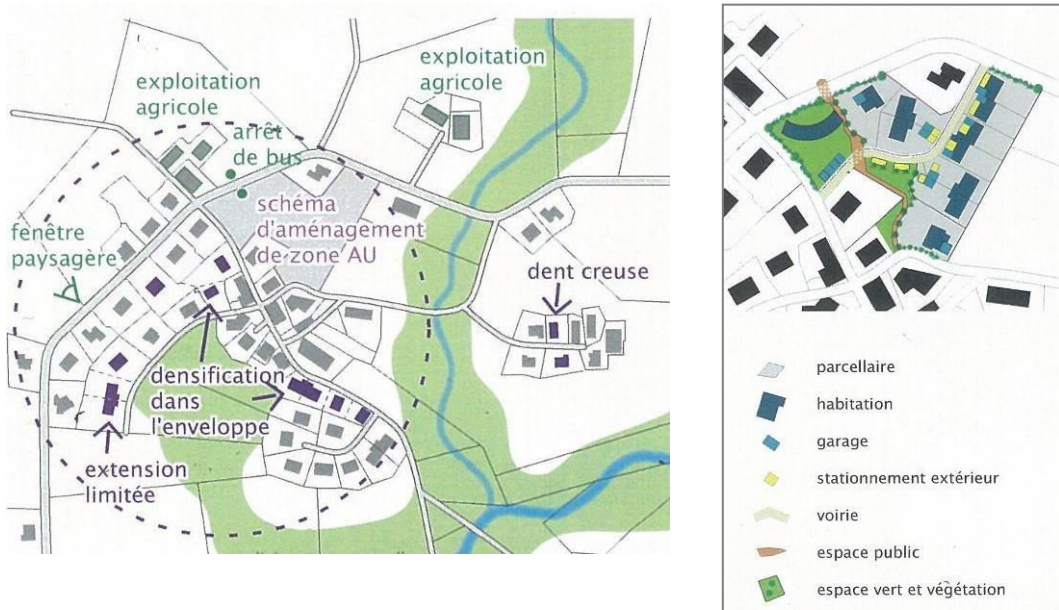 exploitation
agricole
exploitation
agricole
arrêt
de bus
schéma
d'aménagement
de zone AU
fenêtre
paysagère
dent creuse
densification
dans
l'enveloppe
extension
limitée
parcellaire
habitation
garage
stationnement extérieur
voirie
espace public
espace vert et végétation